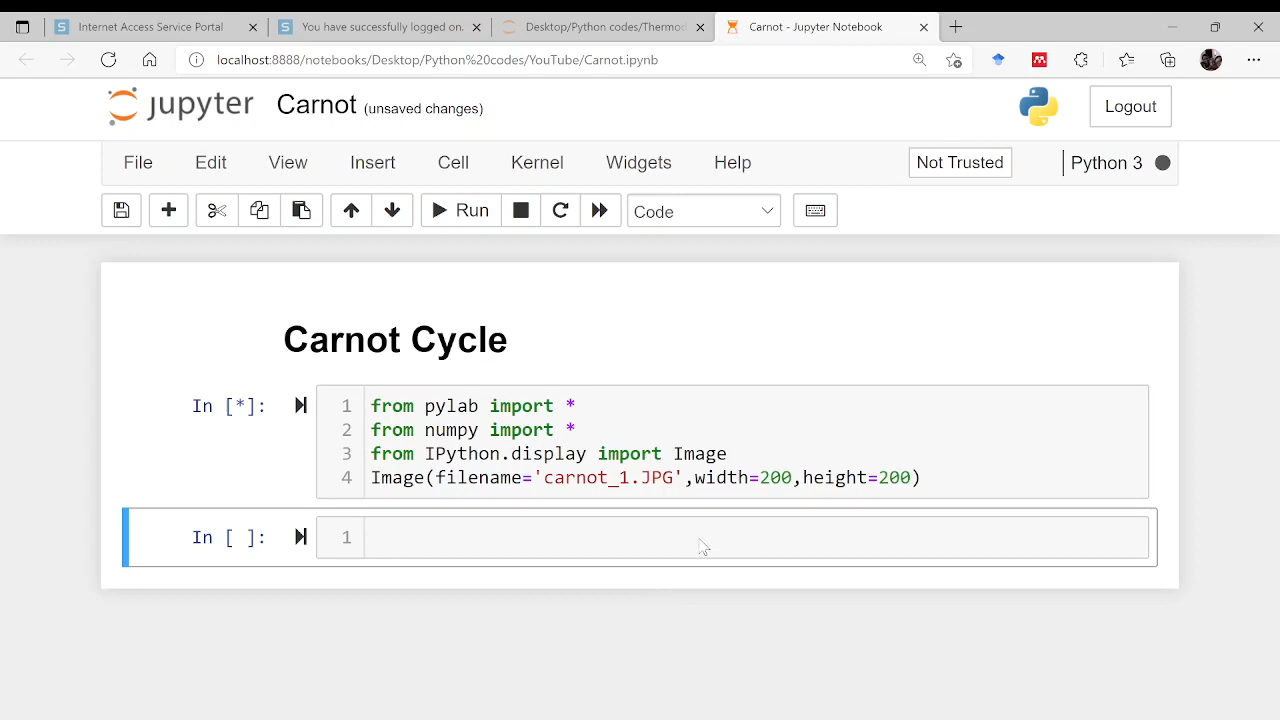 Internet Access Service Portal
You have successfully logged on.
Desktop/Python codes/Thermod
Carnot - Jupyter Notebook
localhost:8888/notebooks/Desktop/Python%20codes/YouTube/Carnot.ipynb
jupyter Carnot (unsaved changes)
Logout
File Edit View Insert Cell Kernel Widgets Help
Not Trusted
Python 3
Run
Code
Carnot Cycle
In [*]:
1 from pylab import *
2 from numpy import *
3 from IPython.display import Image
4 Image(filename='carnot_1.JPG',width=200,height=200)
In [ ]:
1